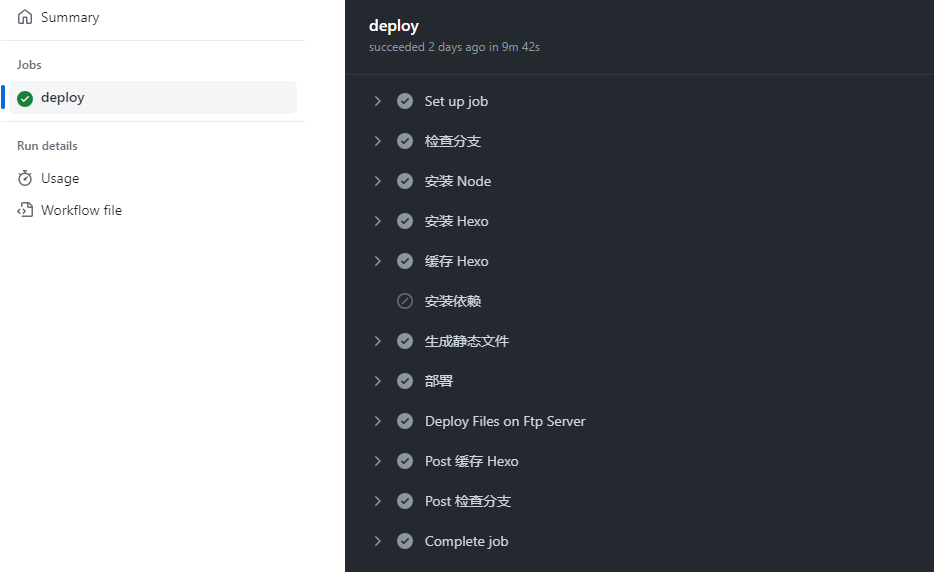 Summary
Jobs
deploy
Run details
Usage
Workflow file
deploy
succeeded 2 days ago in 9m 42s
Set up job
检查分支
安装 Node
安装 Hexo
缓存 Hexo
安装依赖
生成静态文件
部署
Deploy Files on Ftp Server
Post 缓存 Hexo
Post 检查分支
Complete job